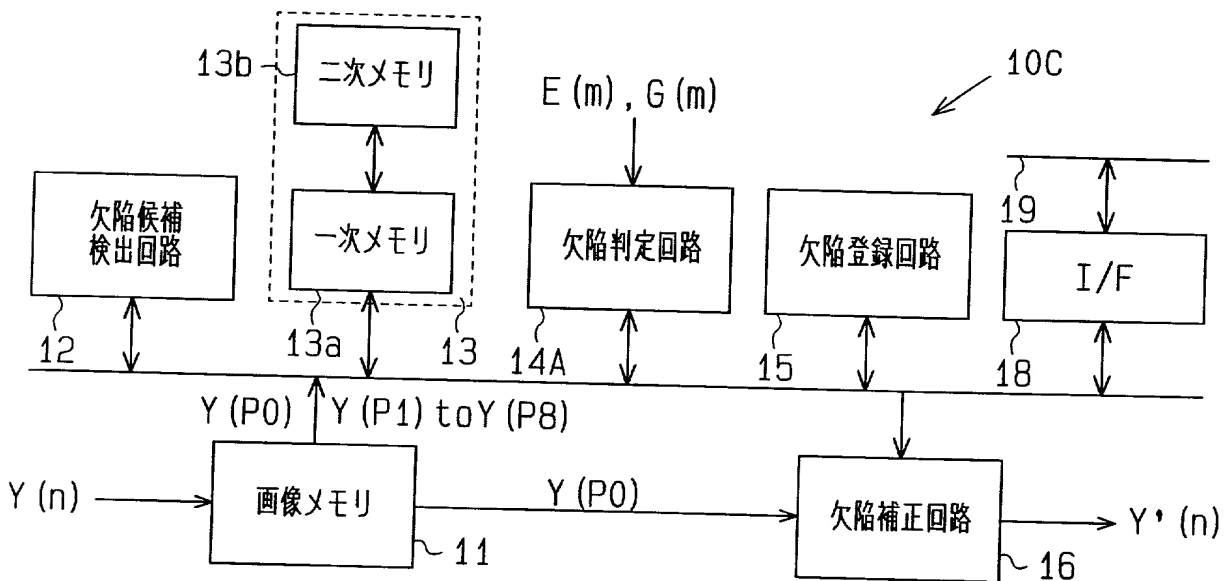 13b
二次メモリ
10C
E(m), G(m)
欠陥候補
検出回路
一次メモリ
欠陥判定回路
欠陥登録回路
19
I/F
12
13a
13
14A
15
18
Y(P0)
Y(P1) toY(P8)
Y(n)
画像メモリ
Y(P0)
欠陥補正回路
Y'(n)
11
16